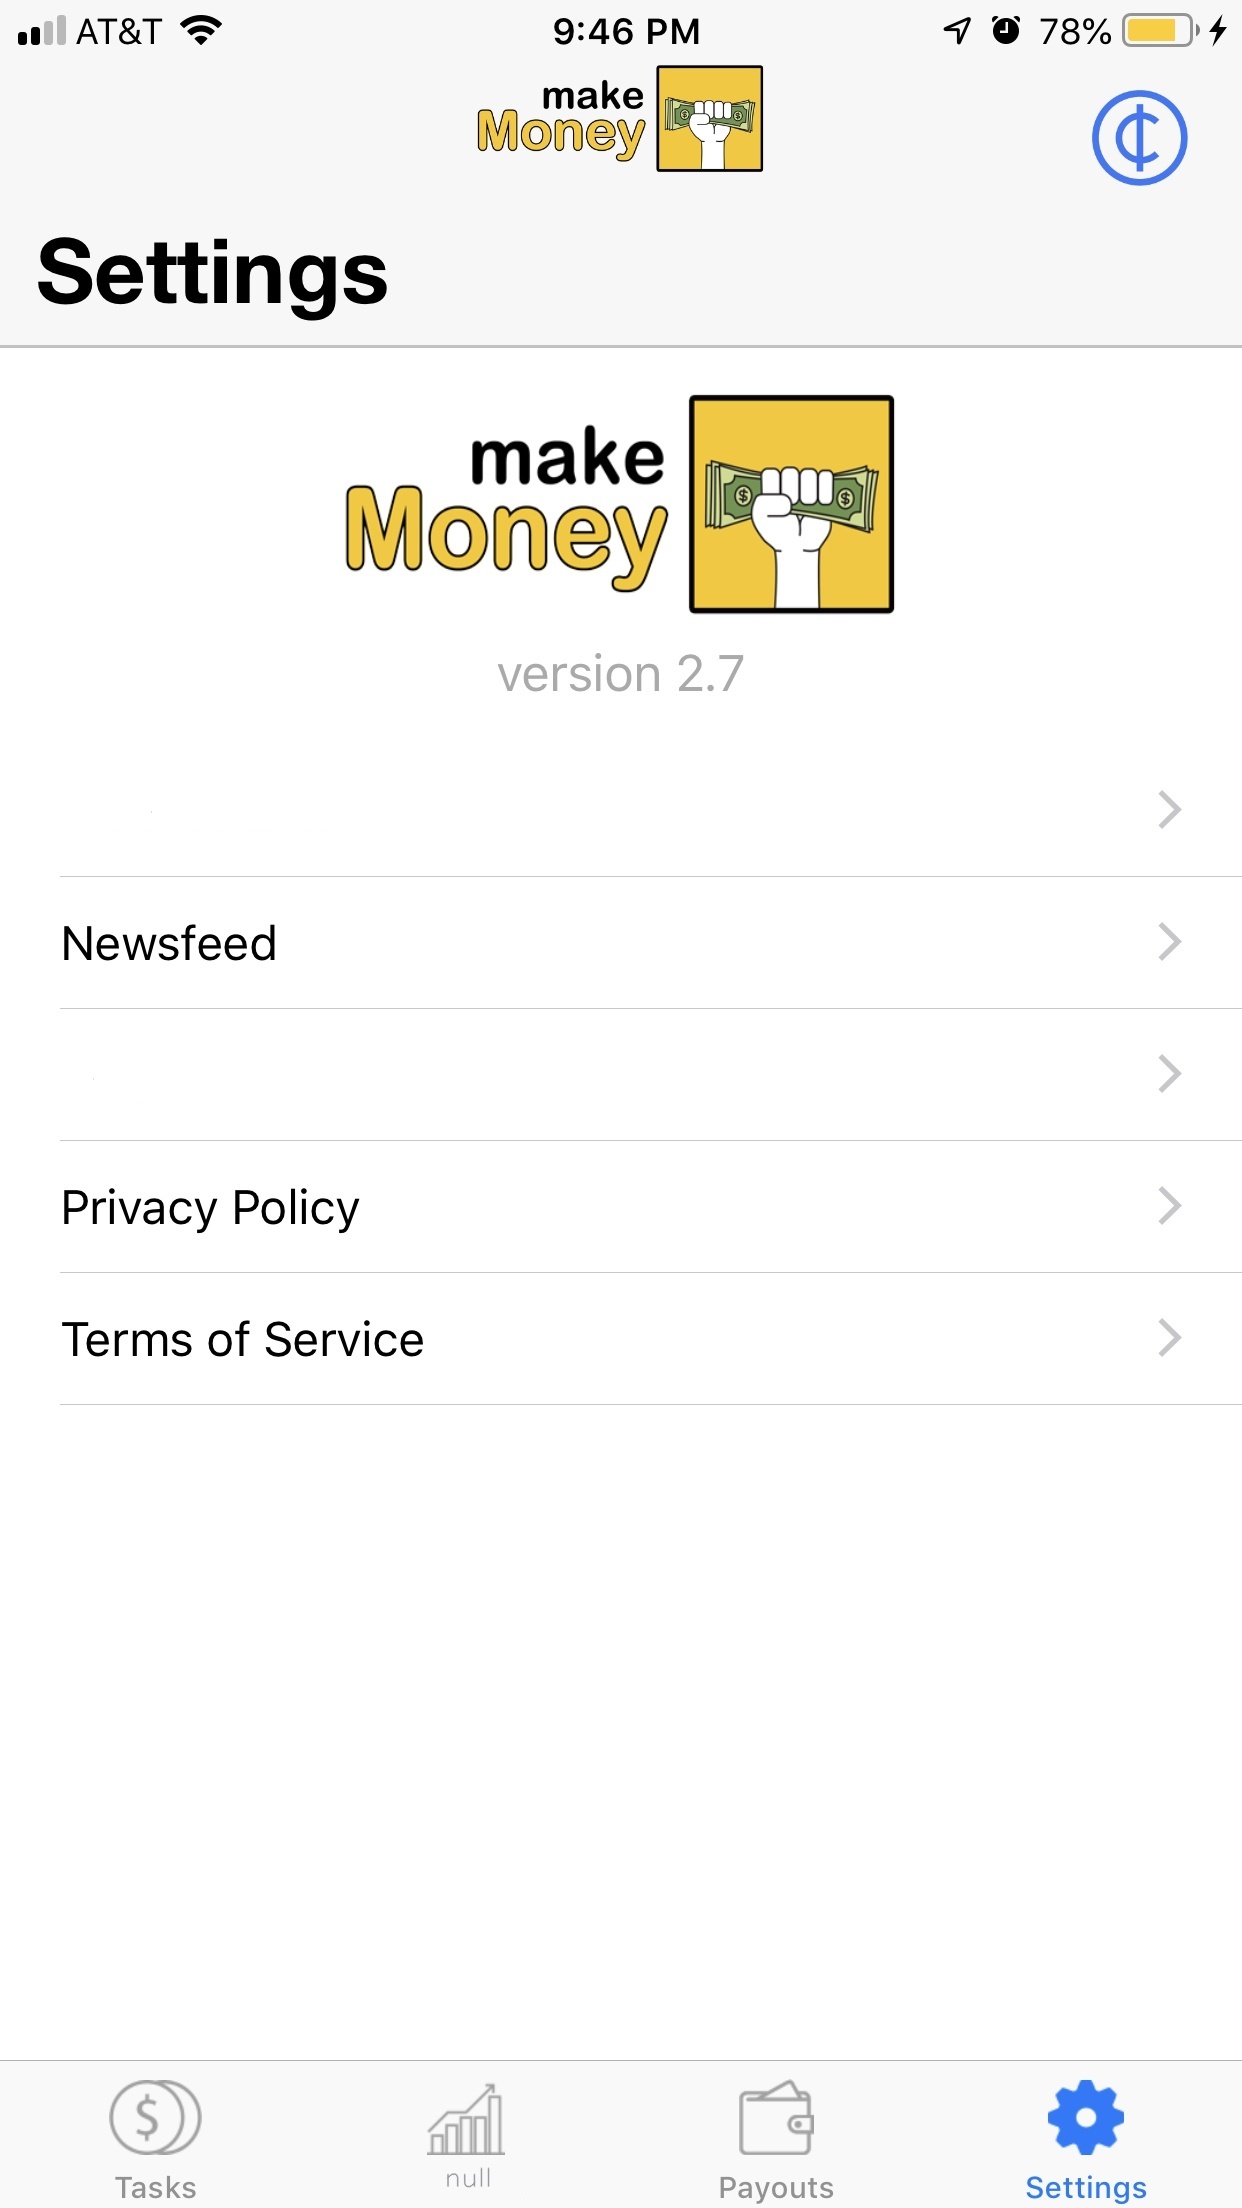 AT&T 9:46 PM 78%
make
Money
Settings
make
Money
version 2.7
Newsfeed
Privacy Policy
Terms of Service
Tasks null Payouts Settings